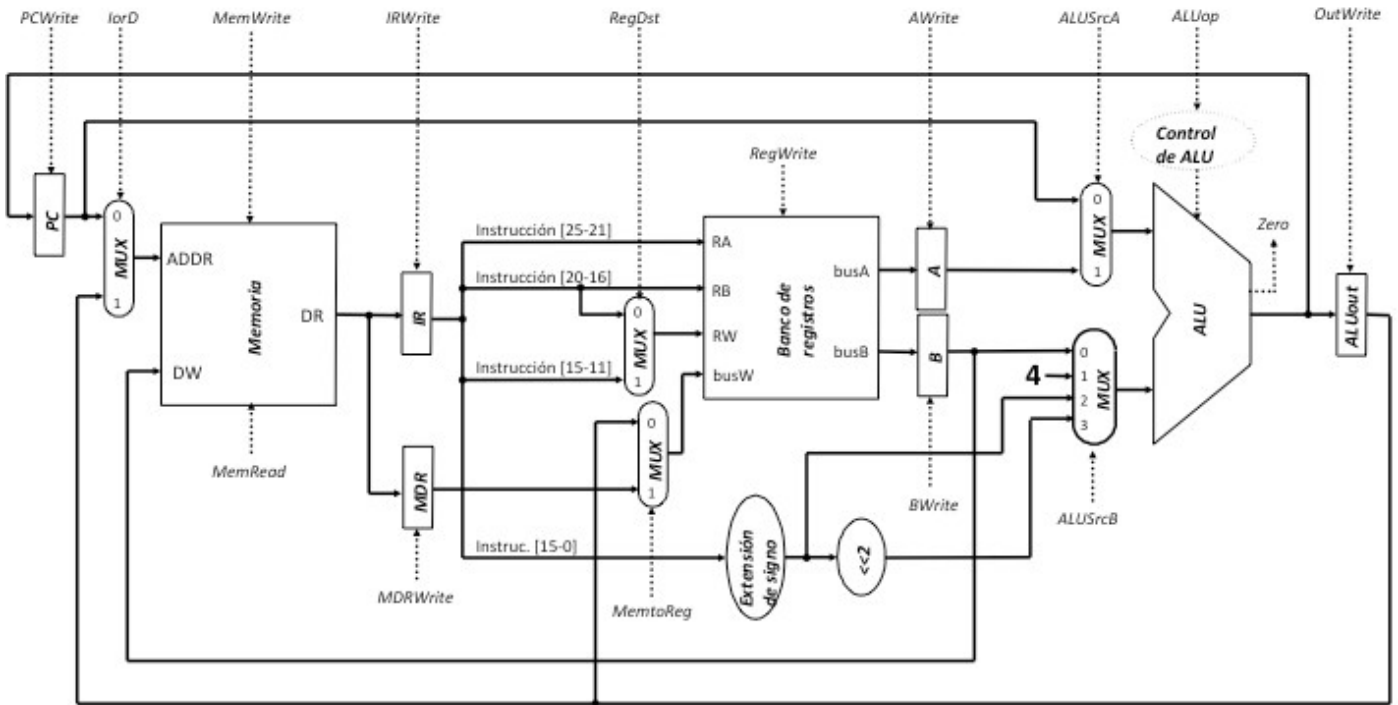 PCWrite
IorD
MemWrite
IRWrite
RegDst
AWrite
ALUSrcA
ALUop
OutWrite
Control
de ALU
RegWrite
PC
0
MUX
1
ADDR
Memoria
DR
DW
MemRead
IR
Instrucción [25-21]
Instrucción [20-16]
Instrucción [15-11]
0
MUX
1
RA
RB
RW
busW
Banco de
registros
busA
busB
A
B
0
MUX
1
4
0
1
2
3
MUX
ALU
Zero
ALUout
MDR
MDRWrite
0
MUX
1
MemtoReg
Instruc. [15-0]
Extensión
de signo
<<2
BWrite
ALUSrcB